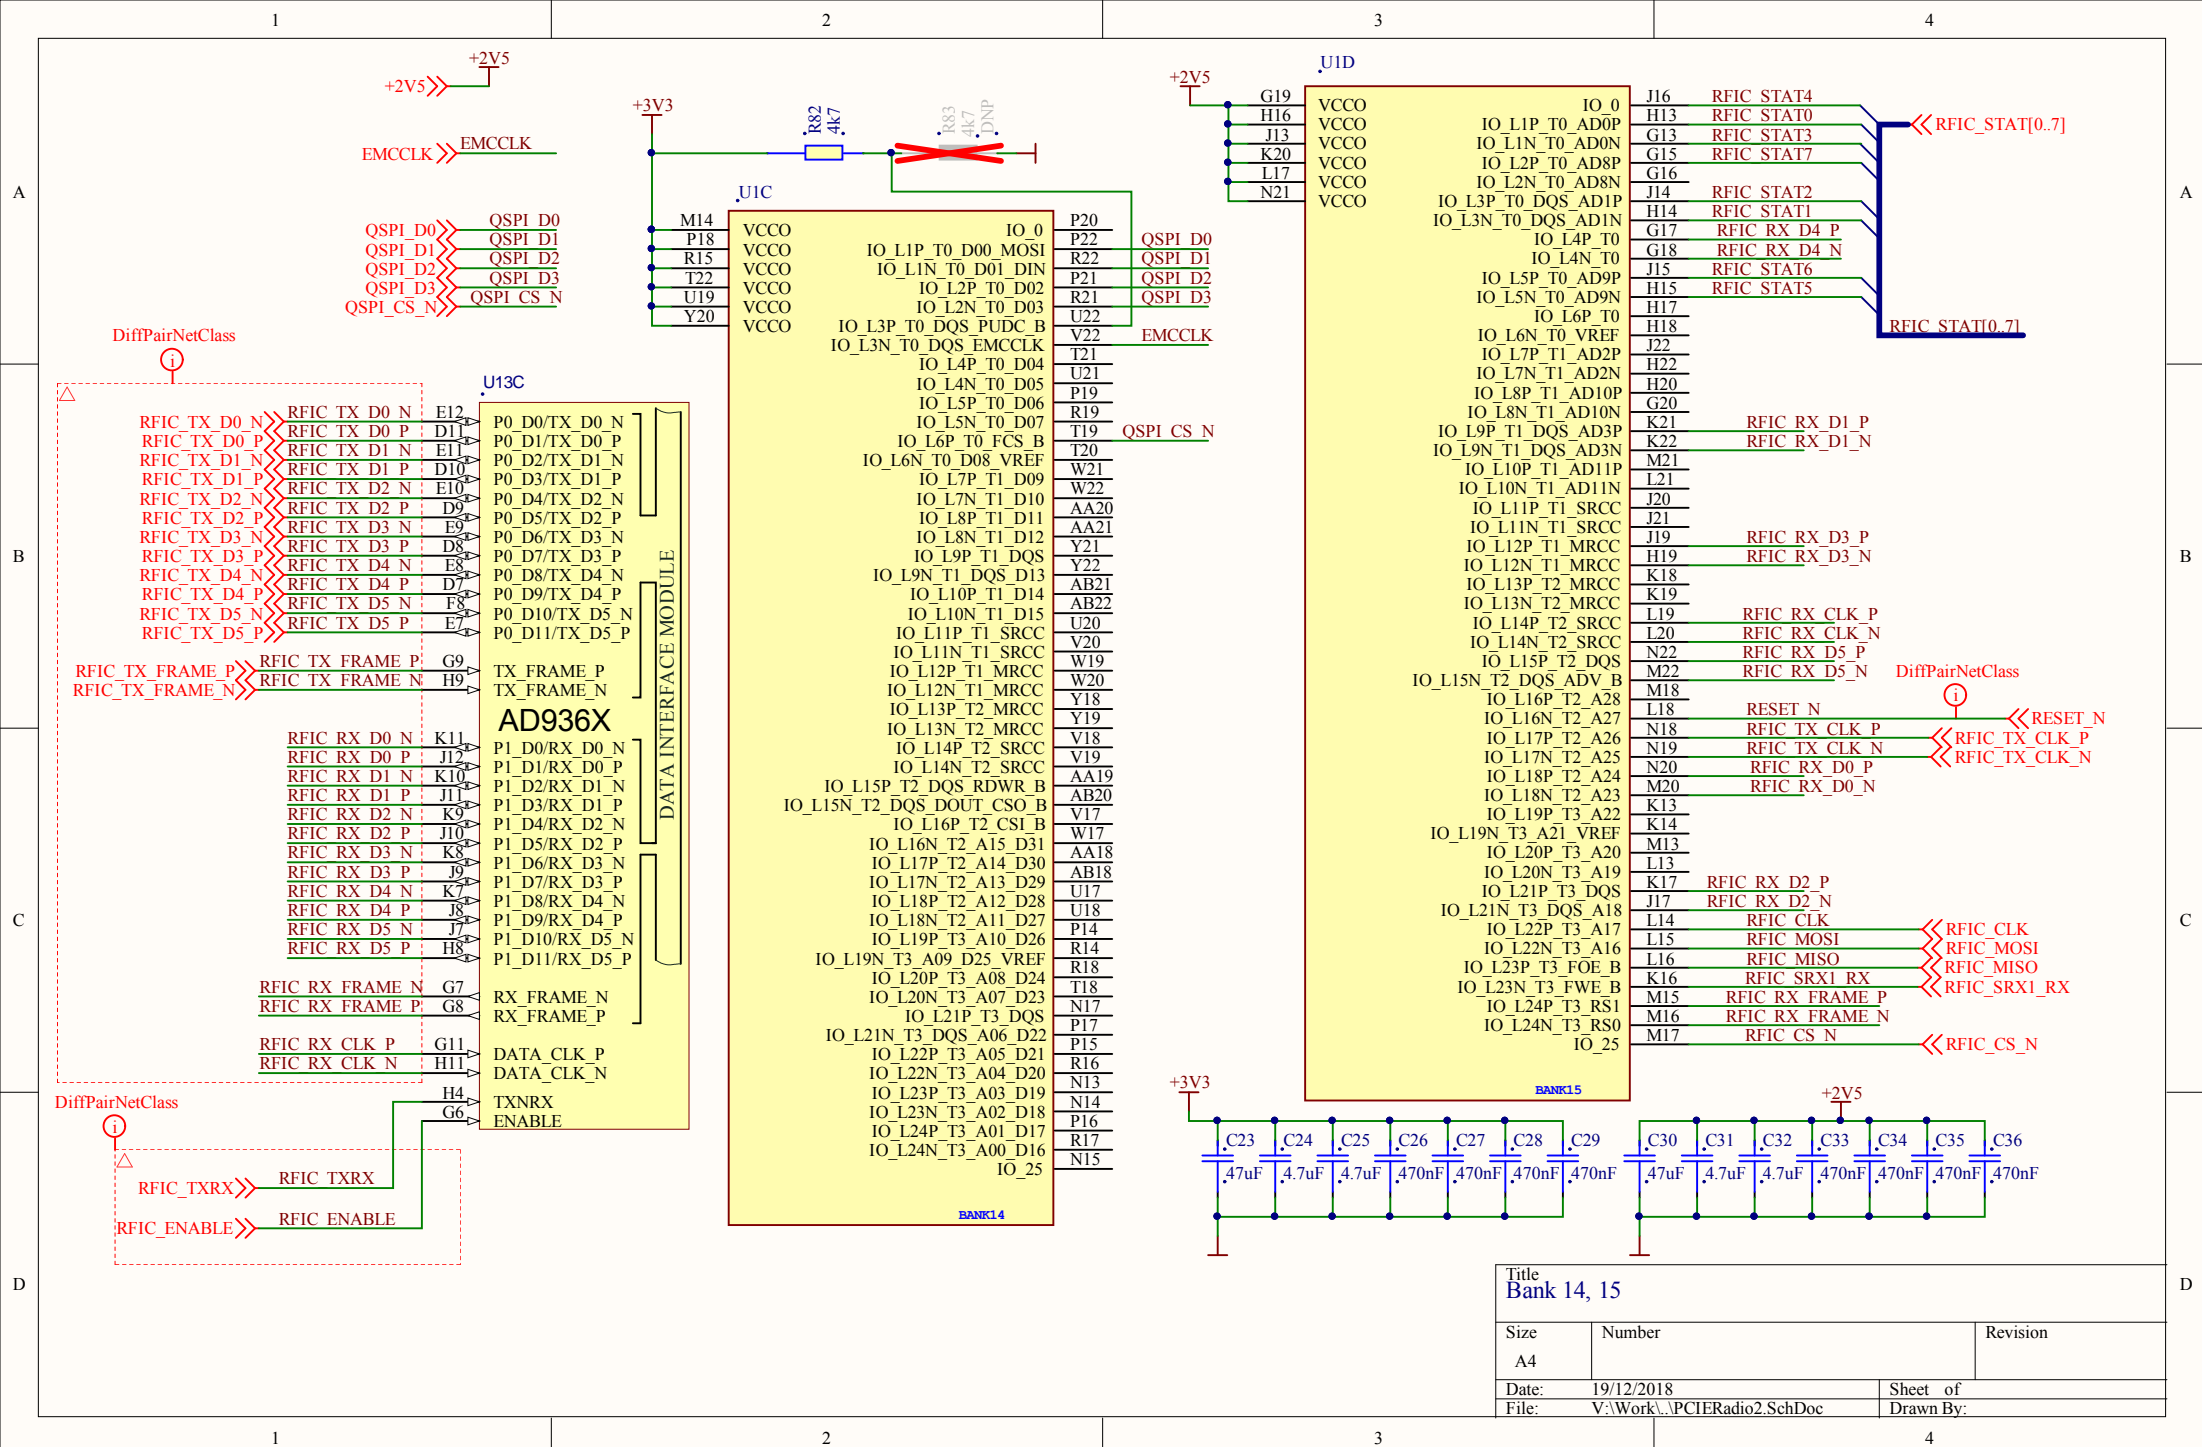 1
2
3
4
A
B
C
D
A
B
C
D
1
2
3
4
+2V5
+2V5
EMCCLK EMCCLK
QSPI_D0 QSPI_D0
QSPI_D1 QSPI_D1
QSPI_D2 QSPI_D2
QSPI_D3 QSPI_D3
QSPI_CS_N QSPI_CS_N
DiffPairNetClass
i
U13C
RFIC_TX_D0_N RFIC_TX_D0_N E12 P0_D0/TX_D0_N
RFIC_TX_D0_P RFIC_TX_D0_P D11 P0_D1/TX_D0_P
RFIC_TX_D1_N RFIC_TX_D1_N E11 P0_D2/TX_D1_N
RFIC_TX_D1_P RFIC_TX_D1_P D10 P0_D3/TX_D1_P
RFIC_TX_D2_N RFIC_TX_D2_N E10 P0_D4/TX_D2_N
RFIC_TX_D2_P RFIC_TX_D2_P D9 P0_D5/TX_D2_P
RFIC_TX_D3_N RFIC_TX_D3_N E9 P0_D6/TX_D3_N
RFIC_TX_D3_P RFIC_TX_D3_P D8 P0_D7/TX_D3_P
RFIC_TX_D4_N RFIC_TX_D4_N E8 P0_D8/TX_D4_N
RFIC_TX_D4_P RFIC_TX_D4_P D7 P0_D9/TX_D4_P
RFIC_TX_D5_N RFIC_TX_D5_N F8 P0_D10/TX_D5_N
RFIC_TX_D5_P RFIC_TX_D5_P E7 P0_D11/TX_D5_P
RFIC_TX_FRAME_P RFIC_TX_FRAME_P G9 TX_FRAME_P
RFIC_TX_FRAME_N RFIC_TX_FRAME_N H9 TX_FRAME_N
AD936X
DATA INTERFACE MODULE
RFIC_RX_D0_N K11 P1_D0/RX_D0_N
RFIC_RX_D0_P J12 P1_D1/RX_D0_P
RFIC_RX_D1_N K10 P1_D2/RX_D1_N
RFIC_RX_D1_P J11 P1_D3/RX_D1_P
RFIC_RX_D2_N K9 P1_D4/RX_D2_N
RFIC_RX_D2_P J10 P1_D5/RX_D2_P
RFIC_RX_D3_N K8 P1_D6/RX_D3_N
RFIC_RX_D3_P J9 P1_D7/RX_D3_P
RFIC_RX_D4_N K7 P1_D8/RX_D4_N
RFIC_RX_D4_P J8 P1_D9/RX_D4_P
RFIC_RX_D5_N J7 P1_D10/RX_D5_N
RFIC_RX_D5_P H8 P1_D11/RX_D5_P
RFIC_RX_FRAME_N G7 RX_FRAME_N
RFIC_RX_FRAME_P G8 RX_FRAME_P
RFIC_RX_CLK_P G11 DATA_CLK_P
RFIC_RX_CLK_N H11 DATA_CLK_N
H4 TXNRX
G6 ENABLE
DiffPairNetClass
i
RFIC_TXRX RFIC_TXRX
RFIC_ENABLE RFIC_ENABLE
+3V3
R82
4k7
R83
4k7
DNP
U1C
M14 VCCO
P18 VCCO
R15 VCCO
T22 VCCO
U19 VCCO
Y20 VCCO
IO_0 P20
IO_L1P_T0_D00_MOSI P22 QSPI_D0
IO_L1N_T0_D01_DIN R22 QSPI_D1
IO_L2P_T0_D02 P21 QSPI_D2
IO_L2N_T0_D03 R21 QSPI_D3
IO_L3P_T0_DQS_PUDC_B U22
IO_L3N_T0_DQS_EMCCLK V22 EMCCLK
IO_L4P_T0_D04 T21
IO_L4N_T0_D05 U21
IO_L5P_T0_D06 P19
IO_L5N_T0_D07 R19
IO_L6P_T0_FCS_B T19 QSPI_CS_N
IO_L6N_T0_D08_VREF T20
IO_L7P_T1_D09 W21
IO_L7N_T1_D10 W22
IO_L8P_T1_D11 AA20
IO_L8N_T1_D12 AA21
IO_L9P_T1_DQS Y21
IO_L9N_T1_DQS_D13 Y22
IO_L10P_T1_D14 AB21
IO_L10N_T1_D15 AB22
IO_L11P_T1_SRCC U20
IO_L11N_T1_SRCC V20
IO_L12P_T1_MRCC W19
IO_L12N_T1_MRCC W20
IO_L13P_T2_MRCC Y18
IO_L13N_T2_MRCC Y19
IO_L14P_T2_SRCC V18
IO_L14N_T2_SRCC V19
IO_L15P_T2_DQS_RDWR_B AA19
IO_L15N_T2_DQS_DOUT_CSO_B AB20
IO_L16P_T2_CSI_B V17
IO_L16N_T2_A15_D31 W17
IO_L17P_T2_A14_D30 AA18
IO_L17N_T2_A13_D29 AB18
IO_L18P_T2_A12_D28 U17
IO_L18N_T2_A11_D27 U18
IO_L19P_T3_A10_D26 P14
IO_L19N_T3_A09_D25_VREF R14
IO_L20P_T3_A08_D24 R18
IO_L20N_T3_A07_D23 T18
IO_L21P_T3_DQS N17
IO_L21N_T3_DQS_A06_D22 P17
IO_L22P_T3_A05_D21 P15
IO_L22N_T3_A04_D20 R16
IO_L23P_T3_A03_D19 N13
IO_L23N_T3_A02_D18 N14
IO_L24P_T3_A01_D17 P16
IO_L24N_T3_A00_D16 R17
IO_25 N15
BANK14
+2V5
U1D
G19 VCCO
H16 VCCO
J13 VCCO
K20 VCCO
L17 VCCO
N21 VCCO
IO_0 J16 RFIC_STAT4
IO_L1P_T0_AD0P H13 RFIC_STAT0
IO_L1N_T0_AD0N G13 RFIC_STAT3
IO_L2P_T0_AD8P G15 RFIC_STAT7
IO_L2N_T0_AD8N G16
IO_L3P_T0_DQS_AD1P J14 RFIC_STAT2
IO_L3N_T0_DQS_AD1N H14 RFIC_STAT1
IO_L4P_T0 G17 RFIC_RX_D4_P
IO_L4N_T0 G18 RFIC_RX_D4_N
IO_L5P_T0_AD9P J15 RFIC_STAT6
IO_L5N_T0_AD9N H15 RFIC_STAT5
IO_L6P_T0 H17
IO_L6N_T0_VREF H18
IO_L7P_T1_AD2P J22
IO_L7N_T1_AD2N H22
IO_L8P_T1_AD10P H20
IO_L8N_T1_AD10N G20
IO_L9P_T1_DQS_AD3P K21 RFIC_RX_D1_P
IO_L9N_T1_DQS_AD3N K22 RFIC_RX_D1_N
IO_L10P_T1_AD11P M21
IO_L10N_T1_AD11N L21
IO_L11P_T1_SRCC J20
IO_L11N_T1_SRCC J21
IO_L12P_T1_MRCC J19 RFIC_RX_D3_P
IO_L12N_T1_MRCC H19 RFIC_RX_D3_N
IO_L13P_T2_MRCC K18
IO_L13N_T2_MRCC K19
IO_L14P_T2_SRCC L19 RFIC_RX_CLK_P
IO_L14N_T2_SRCC L20 RFIC_RX_CLK_N
IO_L15P_T2_DQS N22 RFIC_RX_D5_P
IO_L15N_T2_DQS_ADV_B M22 RFIC_RX_D5_N
IO_L16P_T2_A28 M18
IO_L16N_T2_A27 L18 RESET_N RESET_N
IO_L17P_T2_A26 N18 RFIC_TX_CLK_P RFIC_TX_CLK_P
IO_L17N_T2_A25 N19 RFIC_TX_CLK_N RFIC_TX_CLK_N
IO_L18P_T2_A24 N20 RFIC_RX_D0_P
IO_L18N_T2_A23 M20 RFIC_RX_D0_N
IO_L19P_T3_A22 K13
IO_L19N_T3_A21_VREF K14
IO_L20P_T3_A20 M13
IO_L20N_T3_A19 L13
IO_L21P_T3_DQS K17 RFIC_RX_D2_P
IO_L21N_T3_DQS_A18 J17 RFIC_RX_D2_N
IO_L22P_T3_A17 L14 RFIC_CLK RFIC_CLK
IO_L22N_T3_A16 L15 RFIC_MOSI RFIC_MOSI
IO_L23P_T3_FOE_B L16 RFIC_MISO RFIC_MISO
IO_L23N_T3_FWE_B K16 RFIC_SRX1_RX RFIC_SRX1_RX
IO_L24P_T3_RS1 M15 RFIC_RX_FRAME_P
IO_L24N_T3_RS0 M16 RFIC_RX_FRAME_N
IO_25 M17 RFIC_CS_N RFIC_CS_N
BANK15
RFIC_STAT[0..7]
RFIC_STAT[0..7]
DiffPairNetClass
i
+3V3
C23 C24 C25 C26 C27 C28 C29
47uF 4.7uF 4.7uF 470nF 470nF 470nF 470nF
+2V5
C30 C31 C32 C33 C34 C35 C36
47uF 4.7uF 4.7uF 470nF 470nF 470nF 470nF
Title
Bank 14, 15
Size Number Revision
A4
Date: 19/12/2018 Sheet of
File: V:\Work\..\PCIERadio2.SchDoc Drawn By: